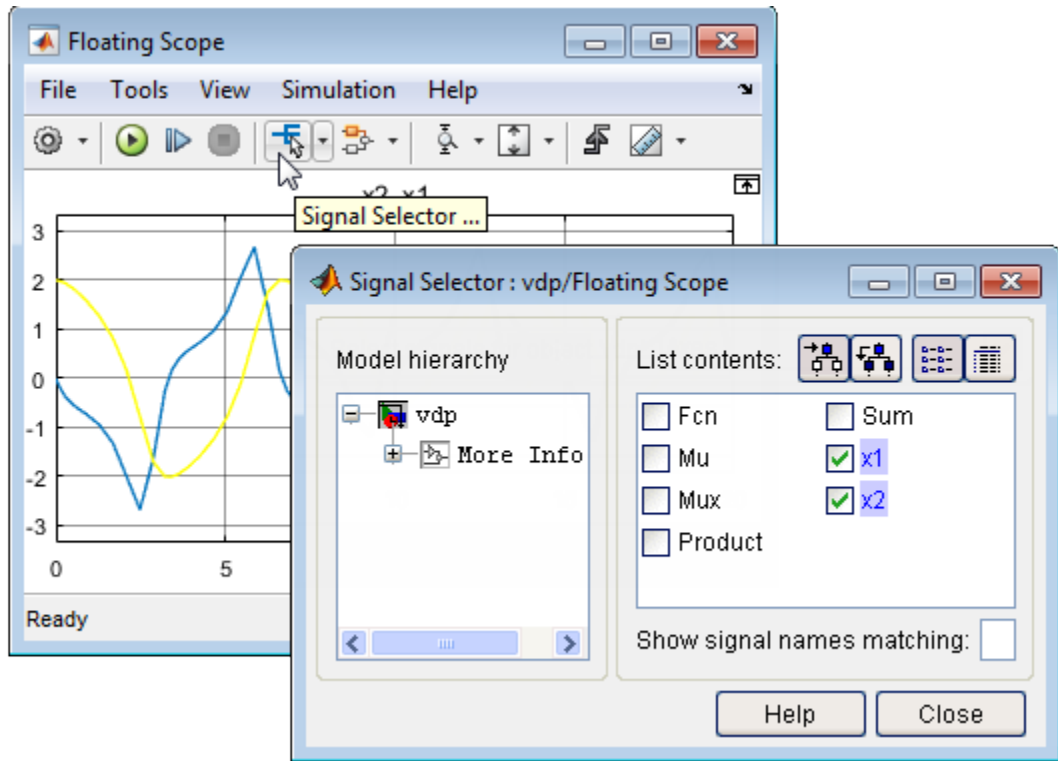 Floating Scope
File Tools View Simulation Help
x2, x1
Signal Selector ...
3
2
1
0
-1
-2
-3
0 5
Ready
Signal Selector : vdp/Floating Scope
Model hierarchy
vdp
More Info
List contents:
Fcn Sum
Mu x1
Mux x2
Product
Show signal names matching:
Help Close